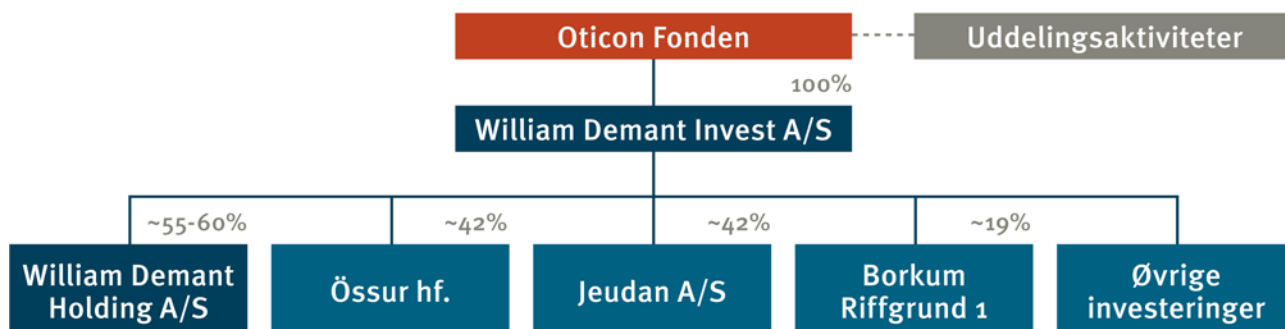 Oticon Fonden
Uddelingsaktiviteter
100%
William Demant Invest A/S
~55-60%
~42%
~42%
~19%
William Demant
Holding A/S
Össur hf.
Jeudan A/S
Borkum
Riffgrund 1
Øvrige
investeringer